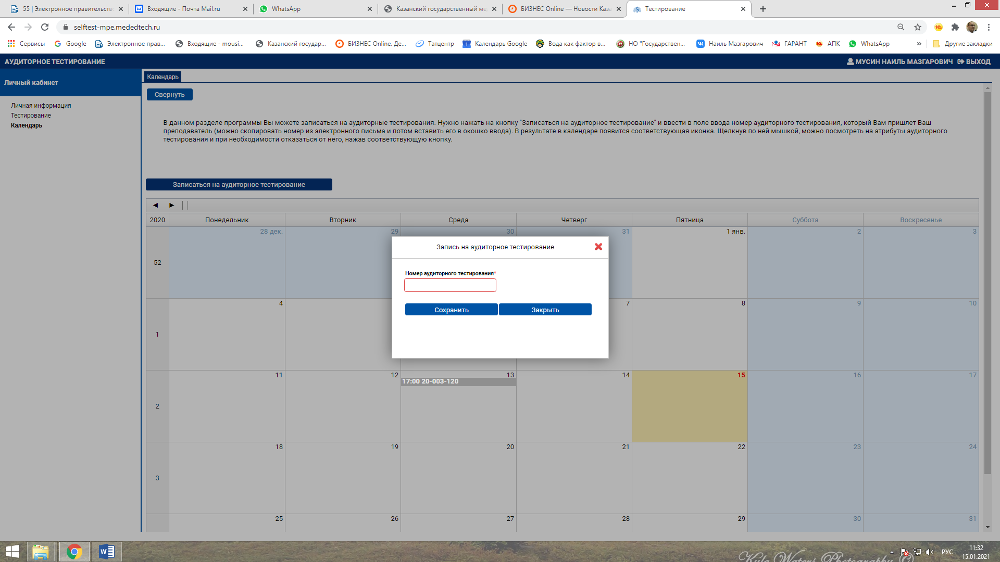 55 | Электронное правительств
Входящие - Почта Mail.ru
WhatsApp
Казанский государственный ме
БИЗНЕС Online — Новости Каза
Тестирование
selftest-mpe.mededtech.ru
Сервисы
Google
Электронное прав...
Входящие - mousi...
Казанский государ...
БИЗНЕС Online. Де...
Татцентр
Календарь Google
Вода как фактор в...
НО "Государствен...
Наиль Мазгарович
ГАРАНТ
АПК
WhatsApp
»
Другие закладки
АУДИТОРНОЕ ТЕСТИРОВАНИЕ
МУСИН НАИЛЬ МАЗГАРОВИЧ
ВЫХОД
Личный кабинет
Личная информация
Тестирование
Календарь
Календарь
Свернуть
В данном разделе программы Вы можете записаться на аудиторные тестирования. Нужно нажать на кнопку "Записаться на аудиторное тестирование" и ввести в поле ввода номер аудиторного тестирования, который Вам пришлет Ваш
преподаватель (можно скопировать номер из электронного письма и потом вставить его в окошко ввода). В результате в календаре появится соответствующая иконка. Щелкнув по ней мышкой, можно посмотреть на атрибуты аудиторного
тестирования и при необходимости отказаться от него, нажав соответствующую кнопку.
Записаться на аудиторное тестирование
2020 Понедельник Вторник Среда Четверг Пятница Суббота Воскресенье
28 дек. 29 30 31 1 янв. 2 3
52
Запись на аудиторное тестирование
Номер аудиторного тестирования*
Сохранить
Закрыть
4 7 8 9 10
1
11 12 13 14 15 16 17
17:00 20-003-120
2
18 19 20 21 22 23 24
3
25 26 27 28 29 30 31
Kyle Waters Photography ©
РУС
11:32
15.01.2021